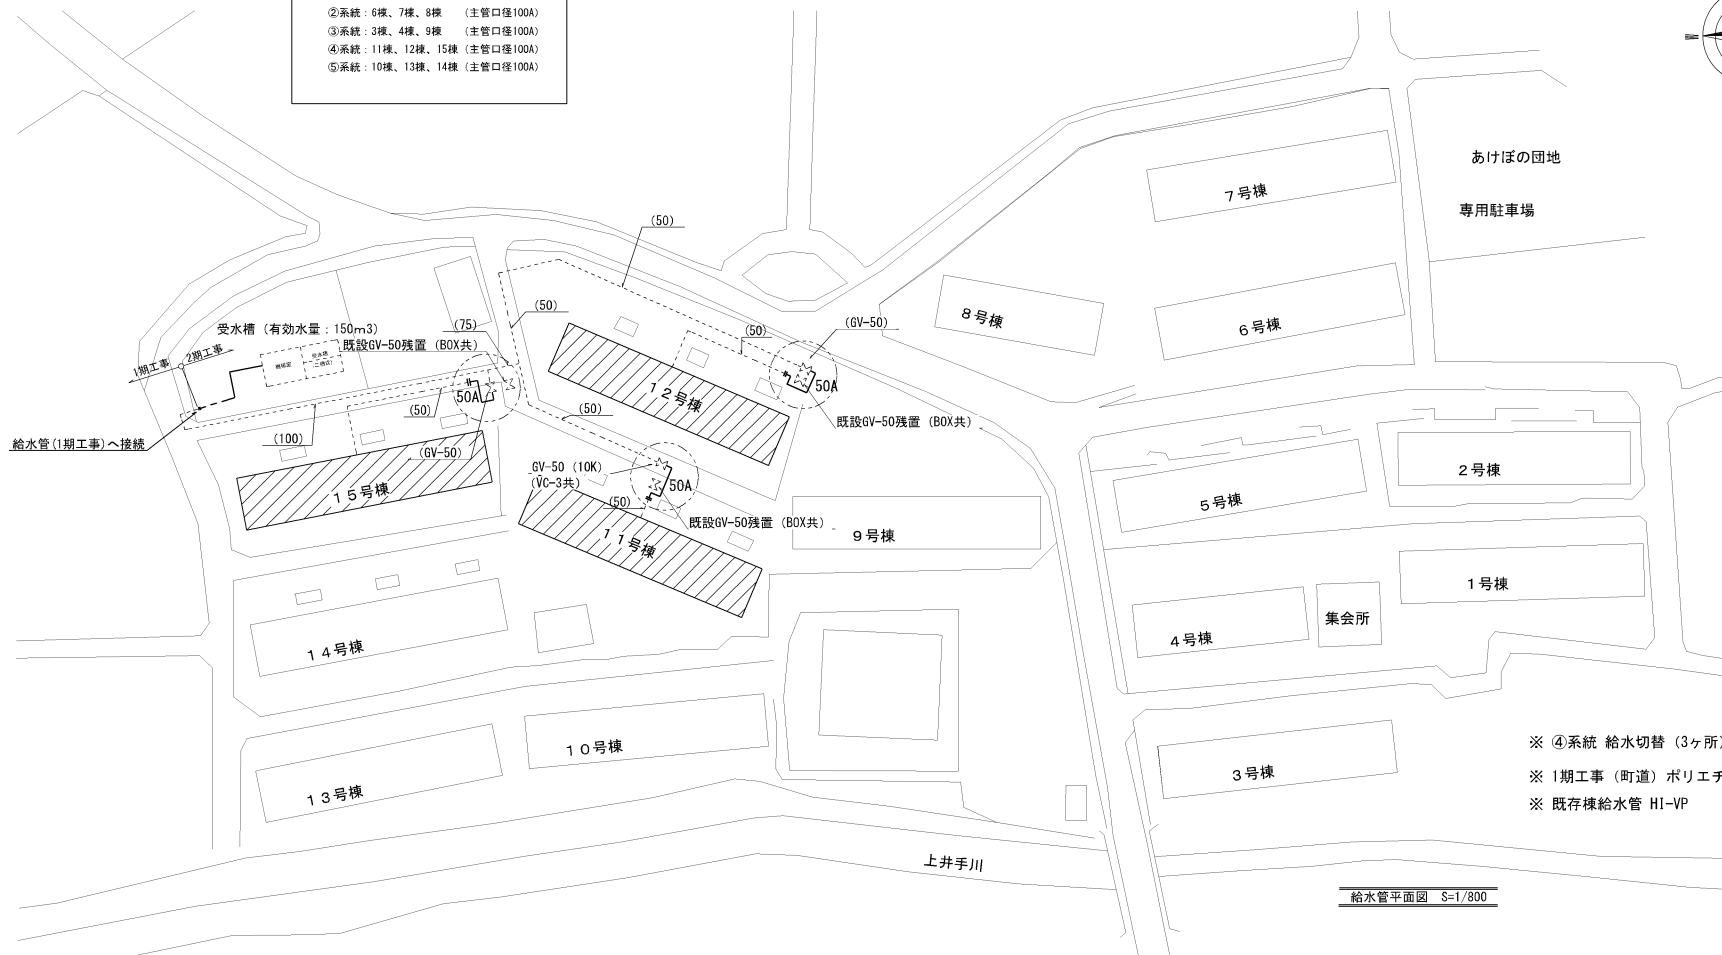 ②系統：6棟、7棟、8棟 （主管口径100A）
③系統：3棟、4棟、9棟 （主管口径100A）
④系統：11棟、12棟、15棟（主管口径100A）
⑤系統：10棟、13棟、14棟（主管口径100A）
あけぼの団地
専用駐車場
７号棟
６号棟
８号棟
(50)
(50)
(75)
(50)
(GV-50)
受水槽（有効水量：150m3）
既設GV-50残置（BOX共）
1期工事
2期工事
機械室
受水槽
50A
50A
１２号棟
既設GV-50残置（BOX共）
(50)
(50)
(100)
(GV-50)
給水管(1期工事)へ接続
１５号棟
GV-50（10K）
（VC-3共）
50A
(50)
既設GV-50残置（BOX共）
１１号棟
９号棟
５号棟
２号棟
１号棟
４号棟
集会所
１４号棟
１０号棟
１３号棟
３号棟
※ ④系統 給水切替（3ヶ所）
※ 1期工事（町道）ポリエチ
※ 既存棟給水管 HI-VP
上井手川
給水管平面図 S=1/800